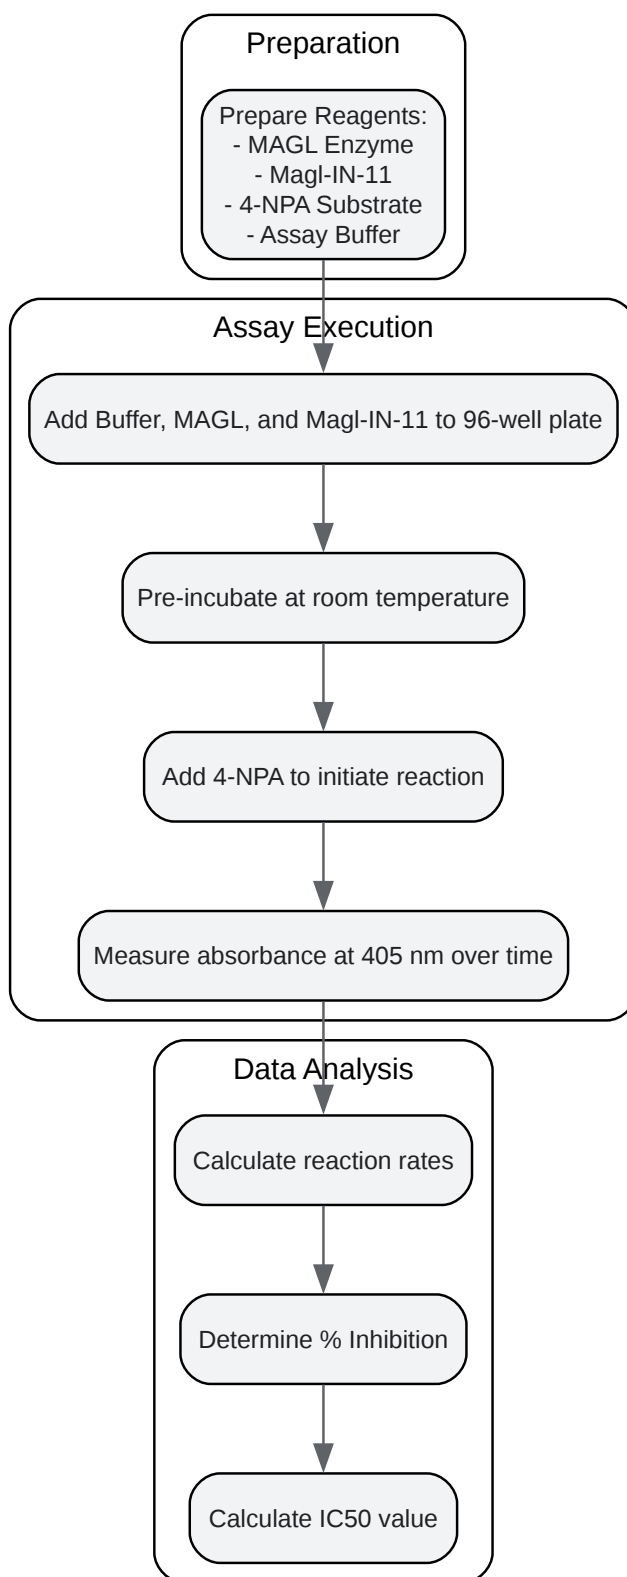 Preparation
Prepare Reagents:
- MAGL Enzyme
- Magl-IN-11
- 4-NPA Substrate
- Assay Buffer
Assay Execution
Add Buffer, MAGL, and Magl-IN-11 to 96-well plate
Pre-incubate at room temperature
Add 4-NPA to initiate reaction
Measure absorbance at 405 nm over time
Data Analysis
Calculate reaction rates
Determine % Inhibition
Calculate IC50 value